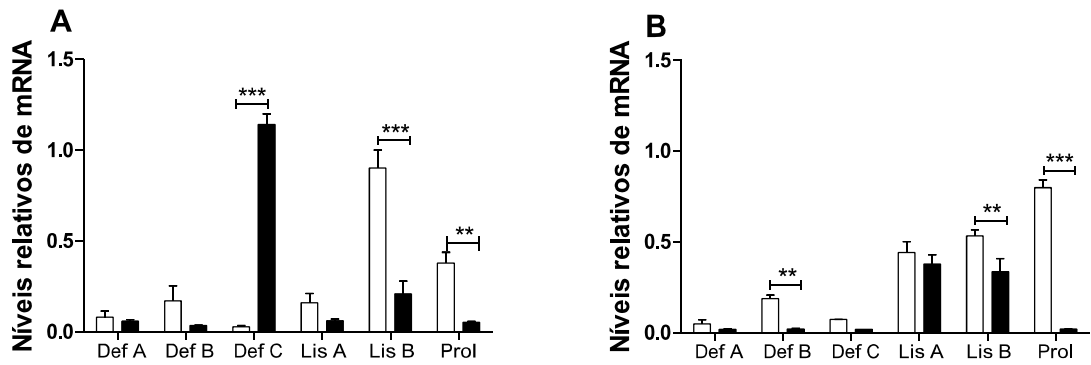 A
Níveis relativos de mRNA
1.5
1.0
0.5
0.0
***
***
**
Def A Def B Def C Lis A Lis B Prol
B
Níveis relativos de mRNA
1.5
1.0
0.5
0.0
**
**
***
Def A Def B Def C Lis A Lis B Prol